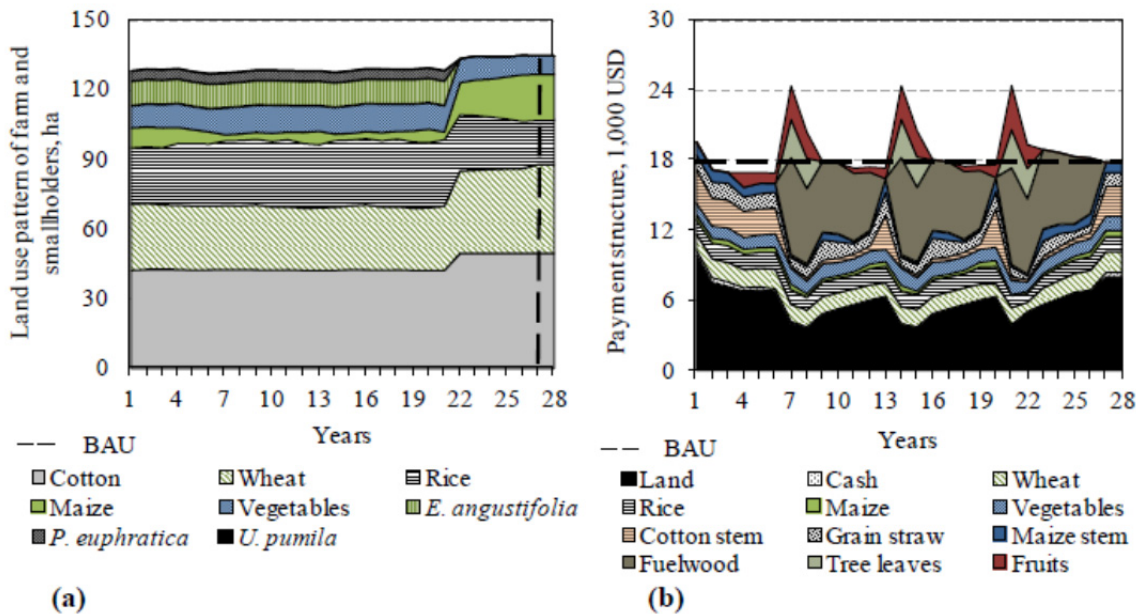 Land use pattern of farm and
smallholders, ha
150
120
90
60
30
0
1 4 7 10 13 16 19 22 25 28
Years
BAU
Cotton Wheat Rice
Maize Vegetables E. angustifolia
P. euphratica U. pumila
(a)
Payment structure, 1,000 USD
30
24
18
12
6
0
1 4 7 10 13 16 19 22 25 28
Years
BAU
Land Cash Wheat
Rice Maize Vegetables
Cotton stem Grain straw Maize stem
Fuelwood Tree leaves Fruits
(b)